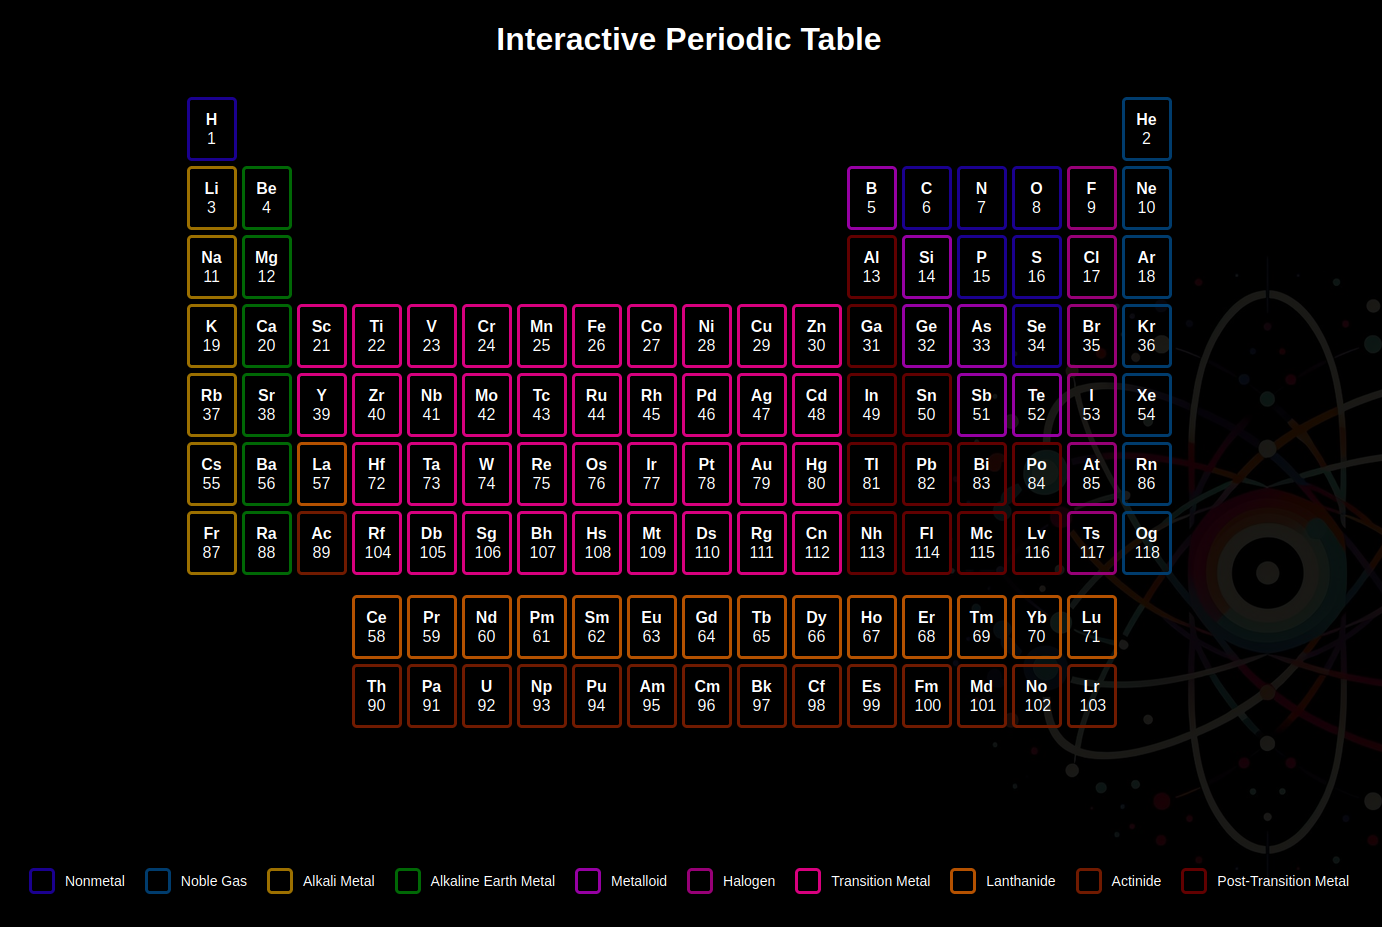 Interactive Periodic Table
H He
1 2
Li Be B C N O F Ne
3 4 5 6 7 8 9 10
Na Mg Al Si P S Cl Ar
11 12 13 14 15 16 17 18
K Ca Sc Ti V Cr Mn Fe Co Ni Cu Zn Ga Ge As Se Br Kr
19 20 21 22 23 24 25 26 27 28 29 30 31 32 33 34 35 36
Rb Sr Y Zr Nb Mo Tc Ru Rh Pd Ag Cd In Sn Sb Te I Xe
37 38 39 40 41 42 43 44 45 46 47 48 49 50 51 52 53 54
Cs Ba La Hf Ta W Re Os Ir Pt Au Hg Tl Pb Bi Po At Rn
55 56 57 72 73 74 75 76 77 78 79 80 81 82 83 84 85 86
Fr Ra Ac Rf Db Sg Bh Hs Mt Ds Rg Cn Nh Fl Mc Lv Ts Og
87 88 89 104 105 106 107 108 109 110 111 112 113 114 115 116 117 118
Ce Pr Nd Pm Sm Eu Gd Tb Dy Ho Er Tm Yb Lu
58 59 60 61 62 63 64 65 66 67 68 69 70 71
Th Pa U Np Pu Am Cm Bk Cf Es Fm Md No Lr
90 91 92 93 94 95 96 97 98 99 100 101 102 103
Nonmetal Noble Gas Alkali Metal Alkaline Earth Metal Metalloid Halogen Transition Metal Lanthanide Actinide Post-Transition Metal